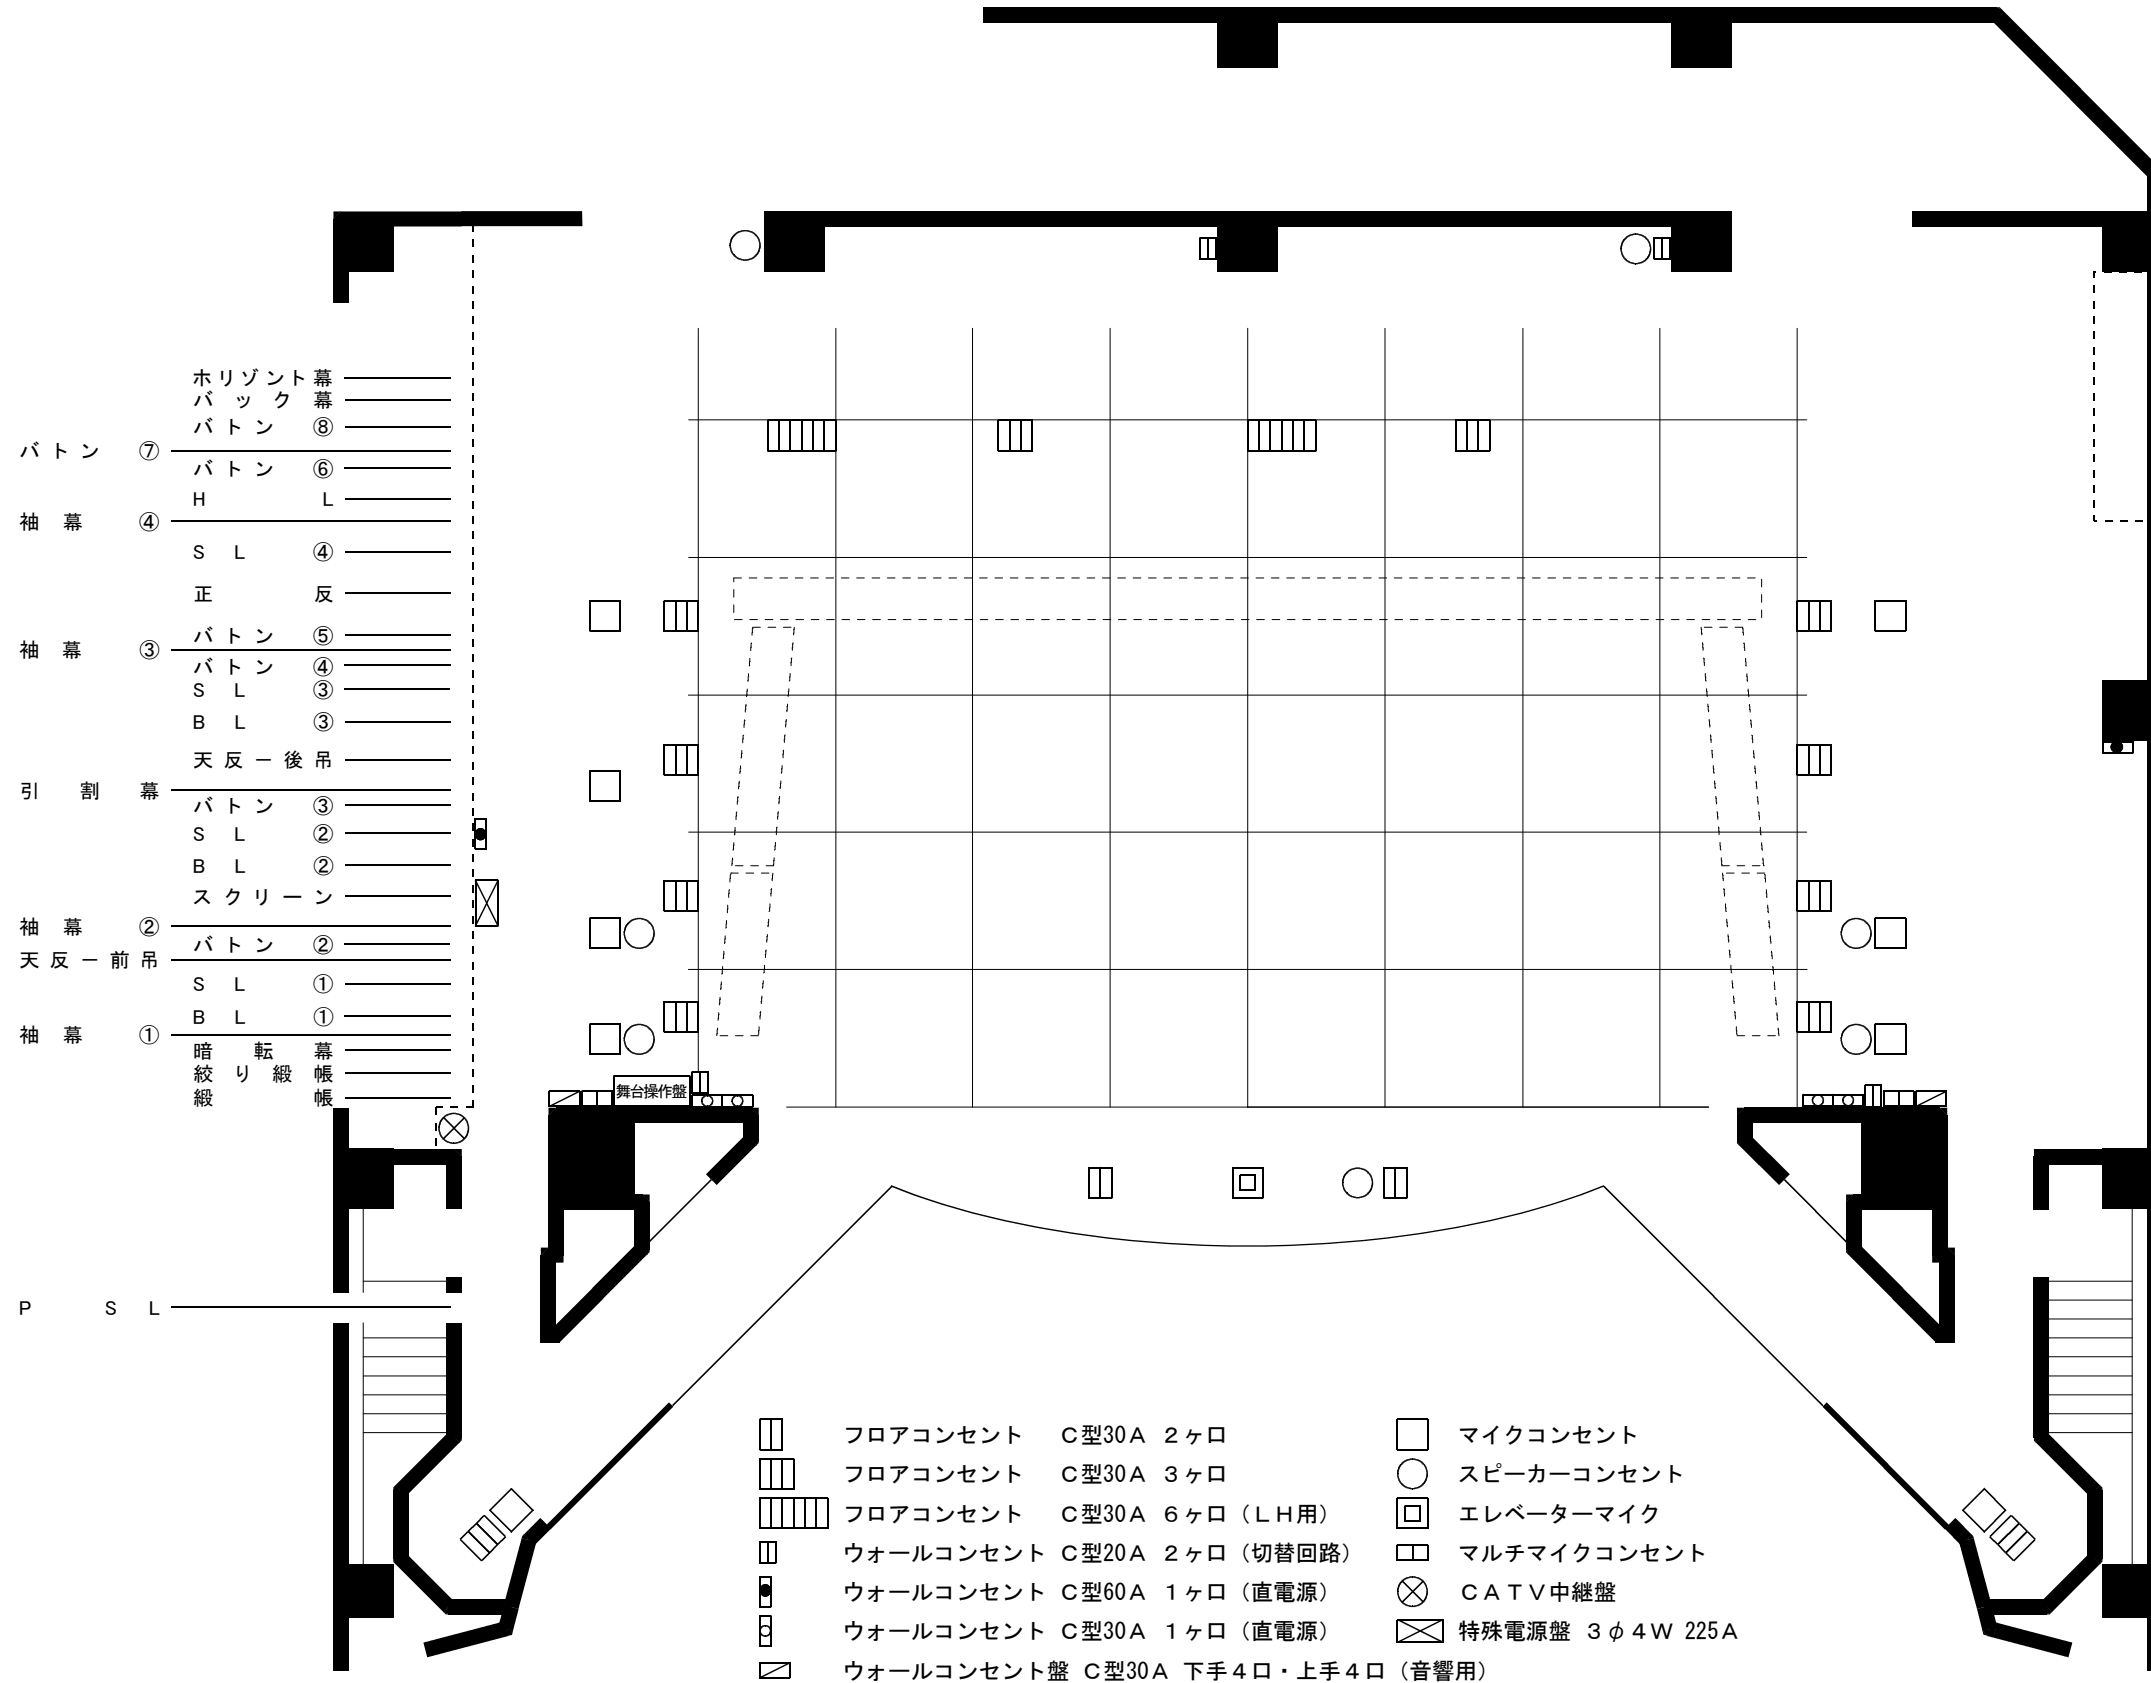 ホリゾント幕
バック幕
バトン ⑧
バトン ⑦
バトン ⑥
H L
袖幕 ④
S L ④
正反
バトン ⑤
袖幕 ③
バトン ④
S L ③
B L ③
天反－後吊
引割幕
バトン ③
S L ②
B L ②
スクリーン
袖幕 ②
バトン ②
天反－前吊
S L ①
B L ①
袖幕 ①
暗転幕
絞り緞帳
緞帳
舞台操作盤
P S L
フロアコンセント C型30A 2ヶ口
フロアコンセント C型30A 3ヶ口
フロアコンセント C型30A 6ヶ口（LH用）
ウォールコンセント C型20A 2ヶ口（切替回路）
ウォールコンセント C型60A 1ヶ口（直電源）
ウォールコンセント C型30A 1ヶ口（直電源）
ウォールコンセント盤 C型30A 下手4口・上手4口（音響用）
マイクコンセント
スピーカーコンセント
エレベーターマイク
マルチマイクコンセント
CATV中継盤
特殊電源盤 3φ4W 225A